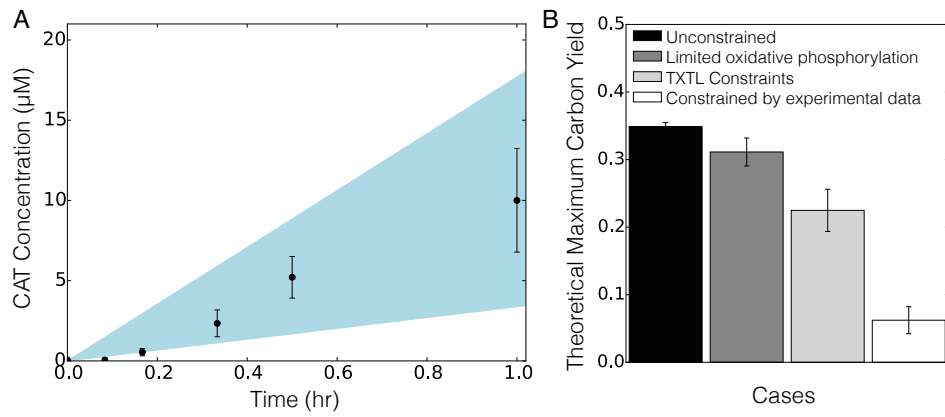 A
CAT Concentration (μM)
20
15
10
5
0
0.0 0.2 0.4 0.6 0.8 1.0
Time (hr)
B
Theoretical Maximum Carbon Yield
0.5
0.4
0.3
0.2
0.1
0.0
Unconstrained
Limited oxidative phosphorylation
TXTL Constraints
Constrained by experimental data
Cases